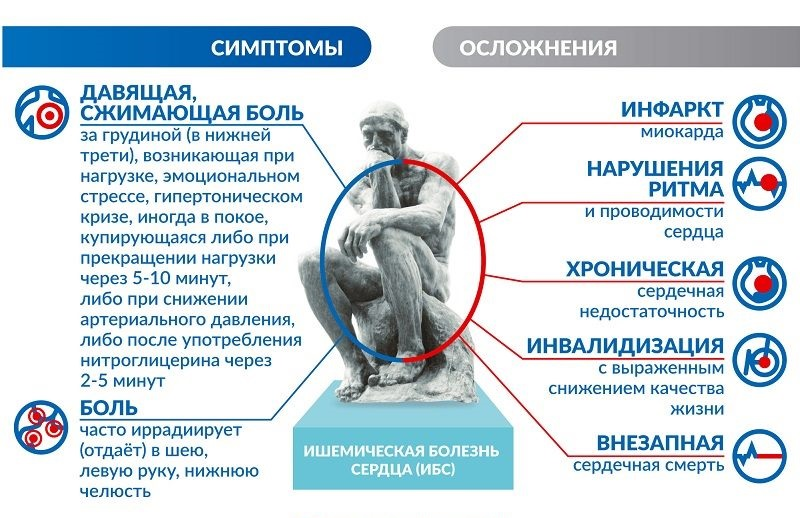 СИМПТОМЫ
ДАВЯЩАЯ,
СЖИМАЮЩАЯ БОЛЬ
за грудиной (в нижней
трети), возникающая при
нагрузке, эмоциональном
стрессе, гипертоническом
кризе, иногда в покое,
купирующаяся либо при
прекращении нагрузки
через 5-10 минут,
либо при снижении
артериального давления,
либо после употребления
нитроглицерина через
2-5 минут
БОЛЬ
часто иррадиирует
(отдаёт) в шею,
левую руку, нижнюю
челюсть
ИШЕМИЧЕСКАЯ БОЛЕЗНЬ
СЕРДЦА (ИБС)
ОСЛОЖНЕНИЯ
ИНФАРКТ
миокарда
НАРУШЕНИЯ
РИТМА
и проводимости
сердца
ХРОНИЧЕСКАЯ
сердечная
недостаточность
ИНВАЛИДИЗАЦИЯ
с выраженным
снижением качества
жизни
ВНЕЗАПНАЯ
сердечная смерть